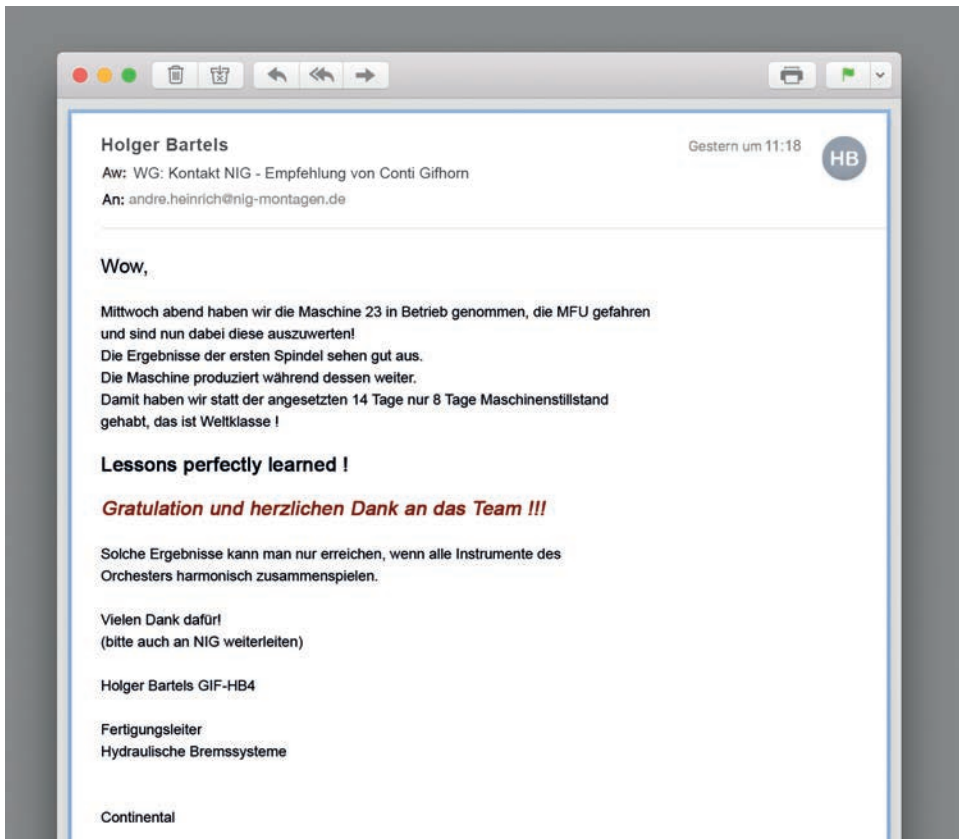 Holger Bartels
Gestern um 11:18
HB
Aw: WG: Kontakt NIG - Empfehlung von Conti Gifhorn
An: andre.heinrich@nig-montagen.de
Wow,
Mittwoch abend haben wir die Maschine 23 in Betrieb genommen, die MFU gefahren
und sind nun dabei diese auszuwerten!
Die Ergebnisse der ersten Spindel sehen gut aus.
Die Maschine produziert während dessen weiter.
Damit haben wir statt der angesetzten 14 Tage nur 8 Tage Maschinenstillstand
gehabt, das ist Weltklasse !
Lessons perfectly learned !
Gratulation und herzlichen Dank an das Team !!!
Solche Ergebnisse kann man nur erreichen, wenn alle Instrumente des
Orchesters harmonisch zusammenspielen.
Vielen Dank dafür!
(bitte auch an NIG weiterleiten)
Holger Bartels GIF-HB4
Fertigungsleiter
Hydraulische Bremssysteme
Continental